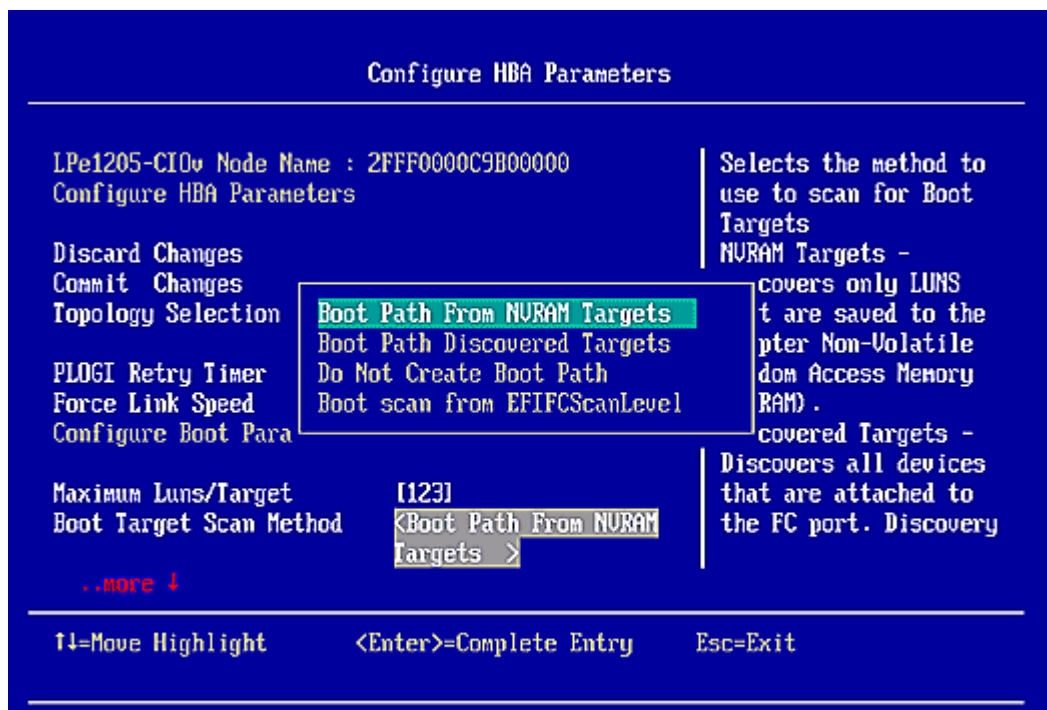 Configure HBA Parameters
LPe1205-CIOv Node Name : 2FFF0000C9B00000
Configure HBA Parameters
Discard Changes
Commit Changes
Topology Selection
PLOGI Retry Timer
Force Link Speed
Configure Boot Para
Maximum Luns/Target [123]
Boot Target Scan Method <Boot Path From NVRAM
Targets >
..more ↓
Boot Path From NVRAM Targets
Boot Path Discovered Targets
Do Not Create Boot Path
Boot scan from EFIFCScanLevel
Selects the method to
use to scan for Boot
Targets
NVRAM Targets -
covers only LUNS
t are saved to the
pter Non-Volatile
dom Access Memory
RAM).
covered Targets -
Discovers all devices
that are attached to
the FC port. Discovery
↑↓=Move Highlight <Enter>=Complete Entry Esc=Exit